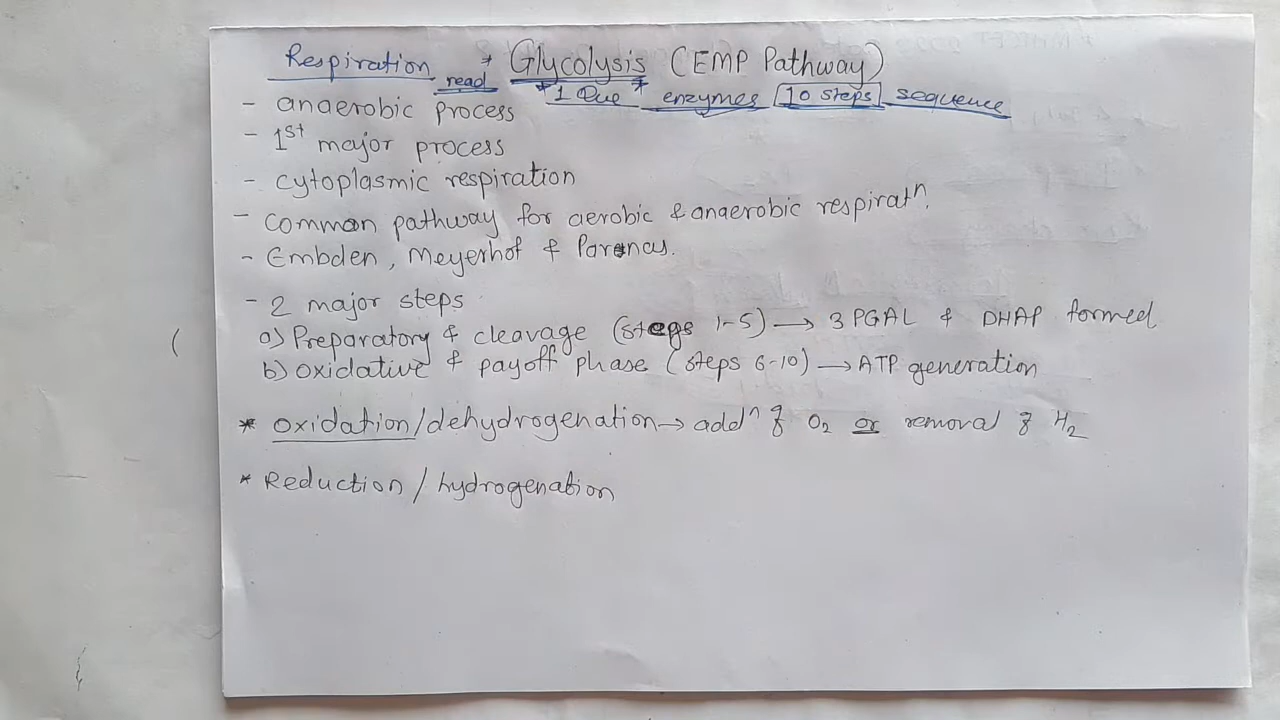 Respiration * Glycolysis (EMP Pathway)
read *1 Que * enzymes 10 steps sequence
- anaerobic process
- 1st major process
- cytoplasmic respiration
- common pathway for aerobic & anaerobic respiratn.
- Embden, Meyerhof & Parenas.
- 2 major steps
a) Preparatory & cleavage (steps 1-5) → 3 PGAL & DHAP formed
b) oxidative & payoff phase (steps 6-10) → ATP generation
* oxidation/dehydrogenation → addn of O2 or removal of H2
* Reduction / hydrogenation